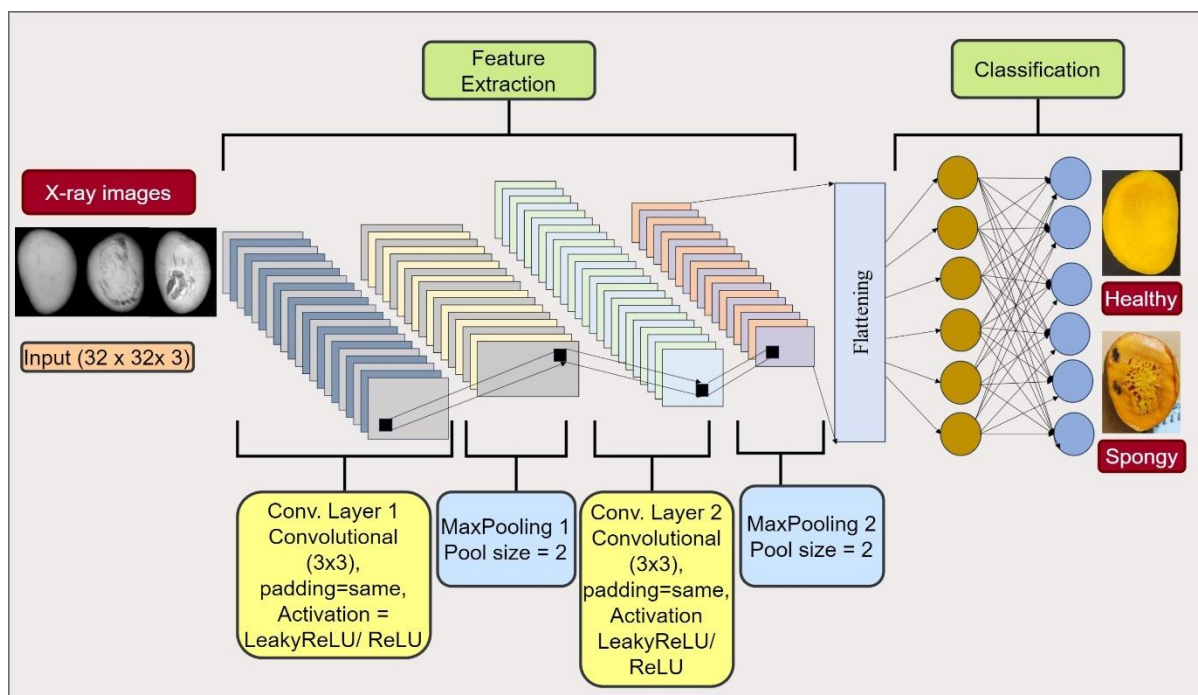 Feature
Extraction
Classification
X-ray images
Input (32 x 32x 3)
Flattening
Healthy
Spongy
Conv. Layer 1
Convolutional
(3x3),
padding=same,
Activation =
LeakyReLU/ ReLU
MaxPooling 1
Pool size = 2
Conv. Layer 2
Convolutional
(3x3),
padding=same,
Activation
LeakyReLU/
ReLU
MaxPooling 2
Pool size = 2